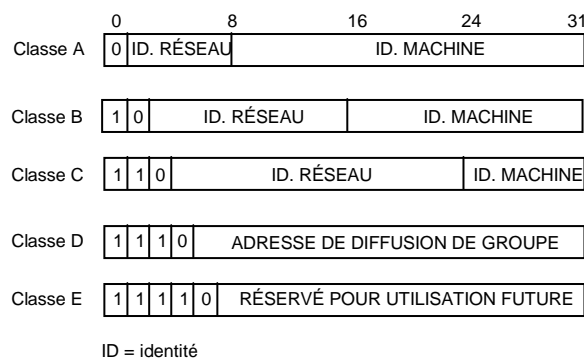 0 8 16 24 31
Classe A 0 ID. RÉSEAU ID. MACHINE
Classe B 1 0 ID. RÉSEAU ID. MACHINE
Classe C 1 1 0 ID. RÉSEAU ID. MACHINE
Classe D 1 1 1 0 ADRESSE DE DIFFUSION DE GROUPE
Classe E 1 1 1 1 0 RÉSERVÉ POUR UTILISATION FUTURE
ID = identité